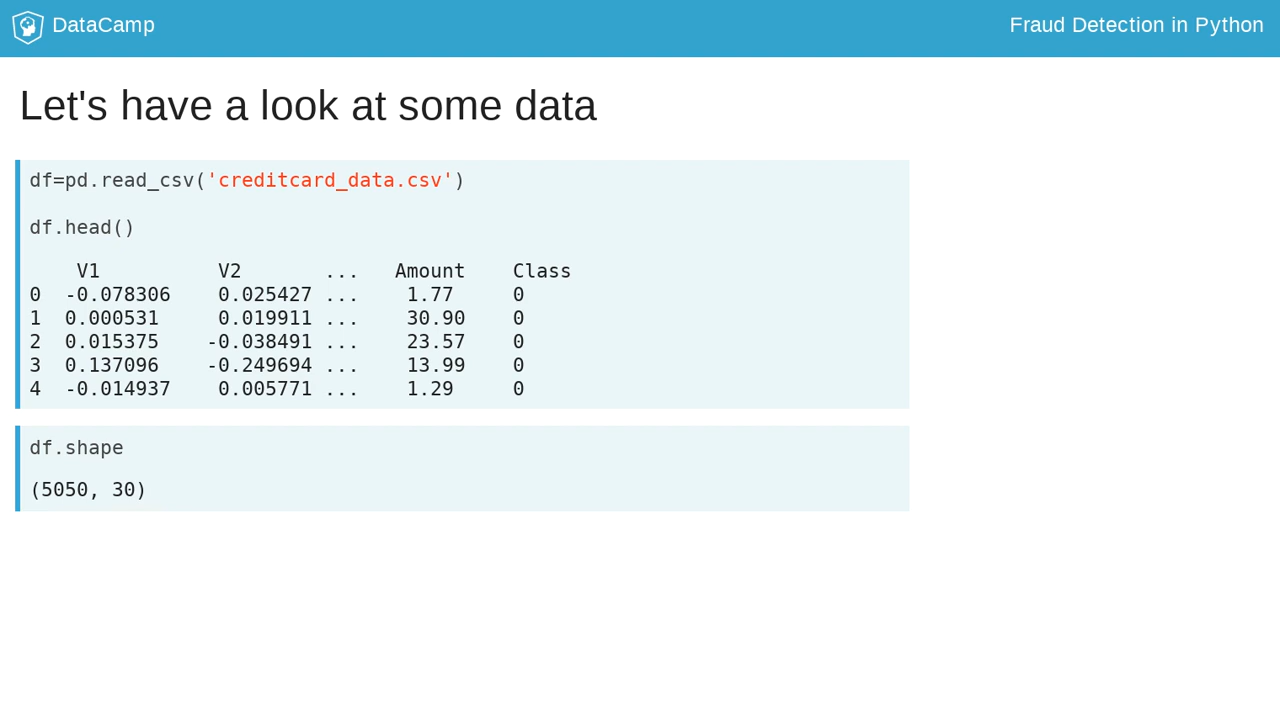 DataCamp
Fraud Detection in Python
Let's have a look at some data
df=pd.read_csv('creditcard_data.csv')
df.head()
V1 V2 ... Amount Class
0 -0.078306 0.025427 ... 1.77 0
1 0.000531 0.019911 ... 30.90 0
2 0.015375 -0.038491 ... 23.57 0
3 0.137096 -0.249694 ... 13.99 0
4 -0.014937 0.005771 ... 1.29 0
df.shape
(5050, 30)